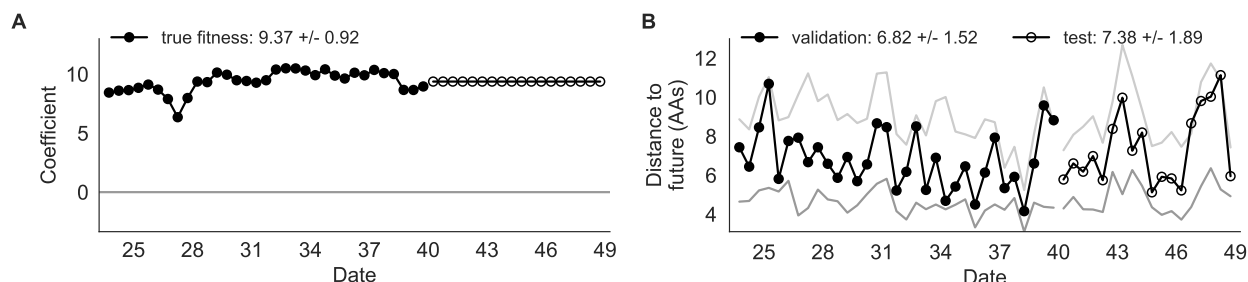 A
true fitness: 9.37 +/- 0.92
Coefficient
10
5
0
28
31
34
37
40
43
46
49
Date
B
validation: 6.82 +/- 1.52
test: 7.38 +/- 1.89
Distance to
future (AAs)
12
10
8
6
4
25
28
31
34
37
40
43
46
49
Date